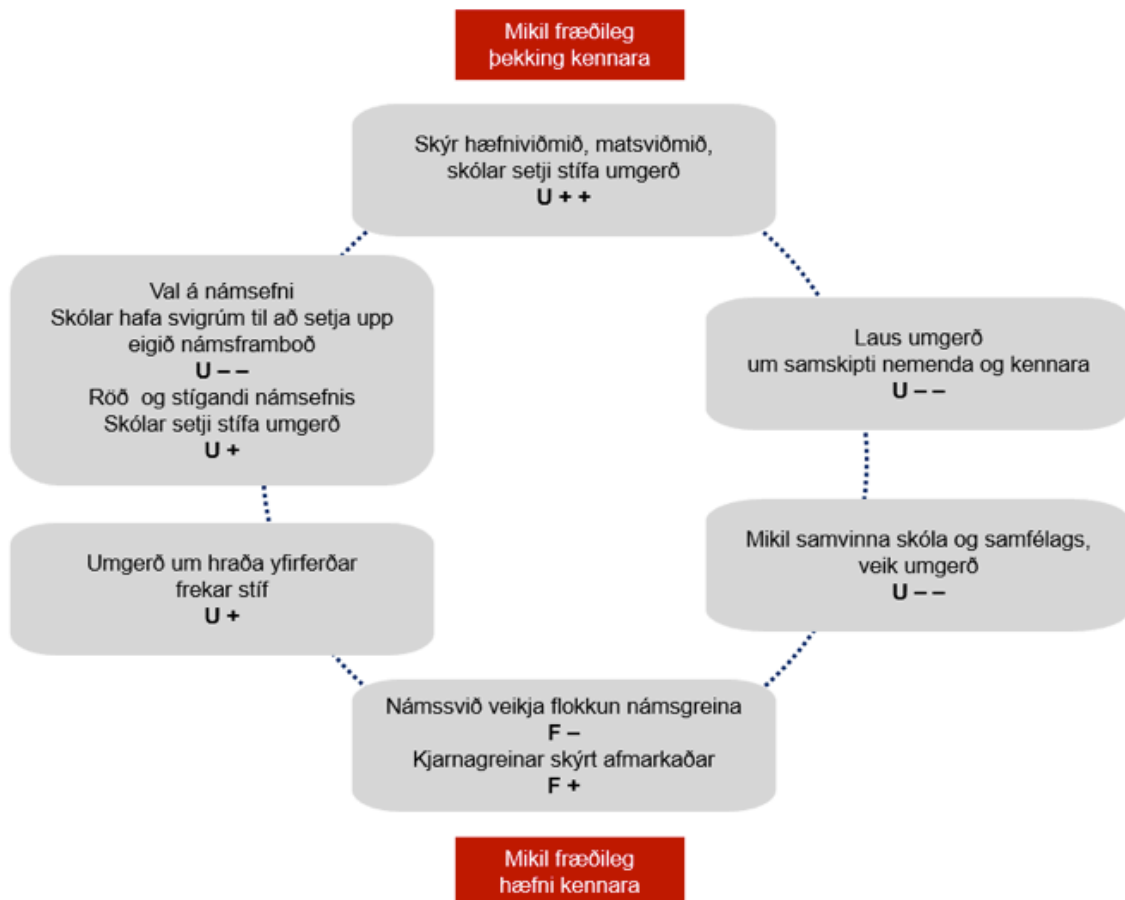 Mikil fræðileg
þekking kennara
Skýr hæfniviðmið, matsviðmið,
skólar setji stífa umgerð
U + +
Val á námsefni
Skólar hafa svigrúm til að setja upp
eigið námsframboð
U – –
Röð og stígandi námsefnis
Skólar setji stífa umgerð
U +
Laus umgerð
um samskipti nemenda og kennara
U – –
Umgerð um hraða yfirferðar
frekar stíf
U +
Mikil samvinna skóla og samfélags,
veik umgerð
U – –
Námssvið veikja flokkun námsgreina
F –
Kjarnagreinar skýrt afmarkaðar
F +
Mikil fræðileg
hæfni kennara